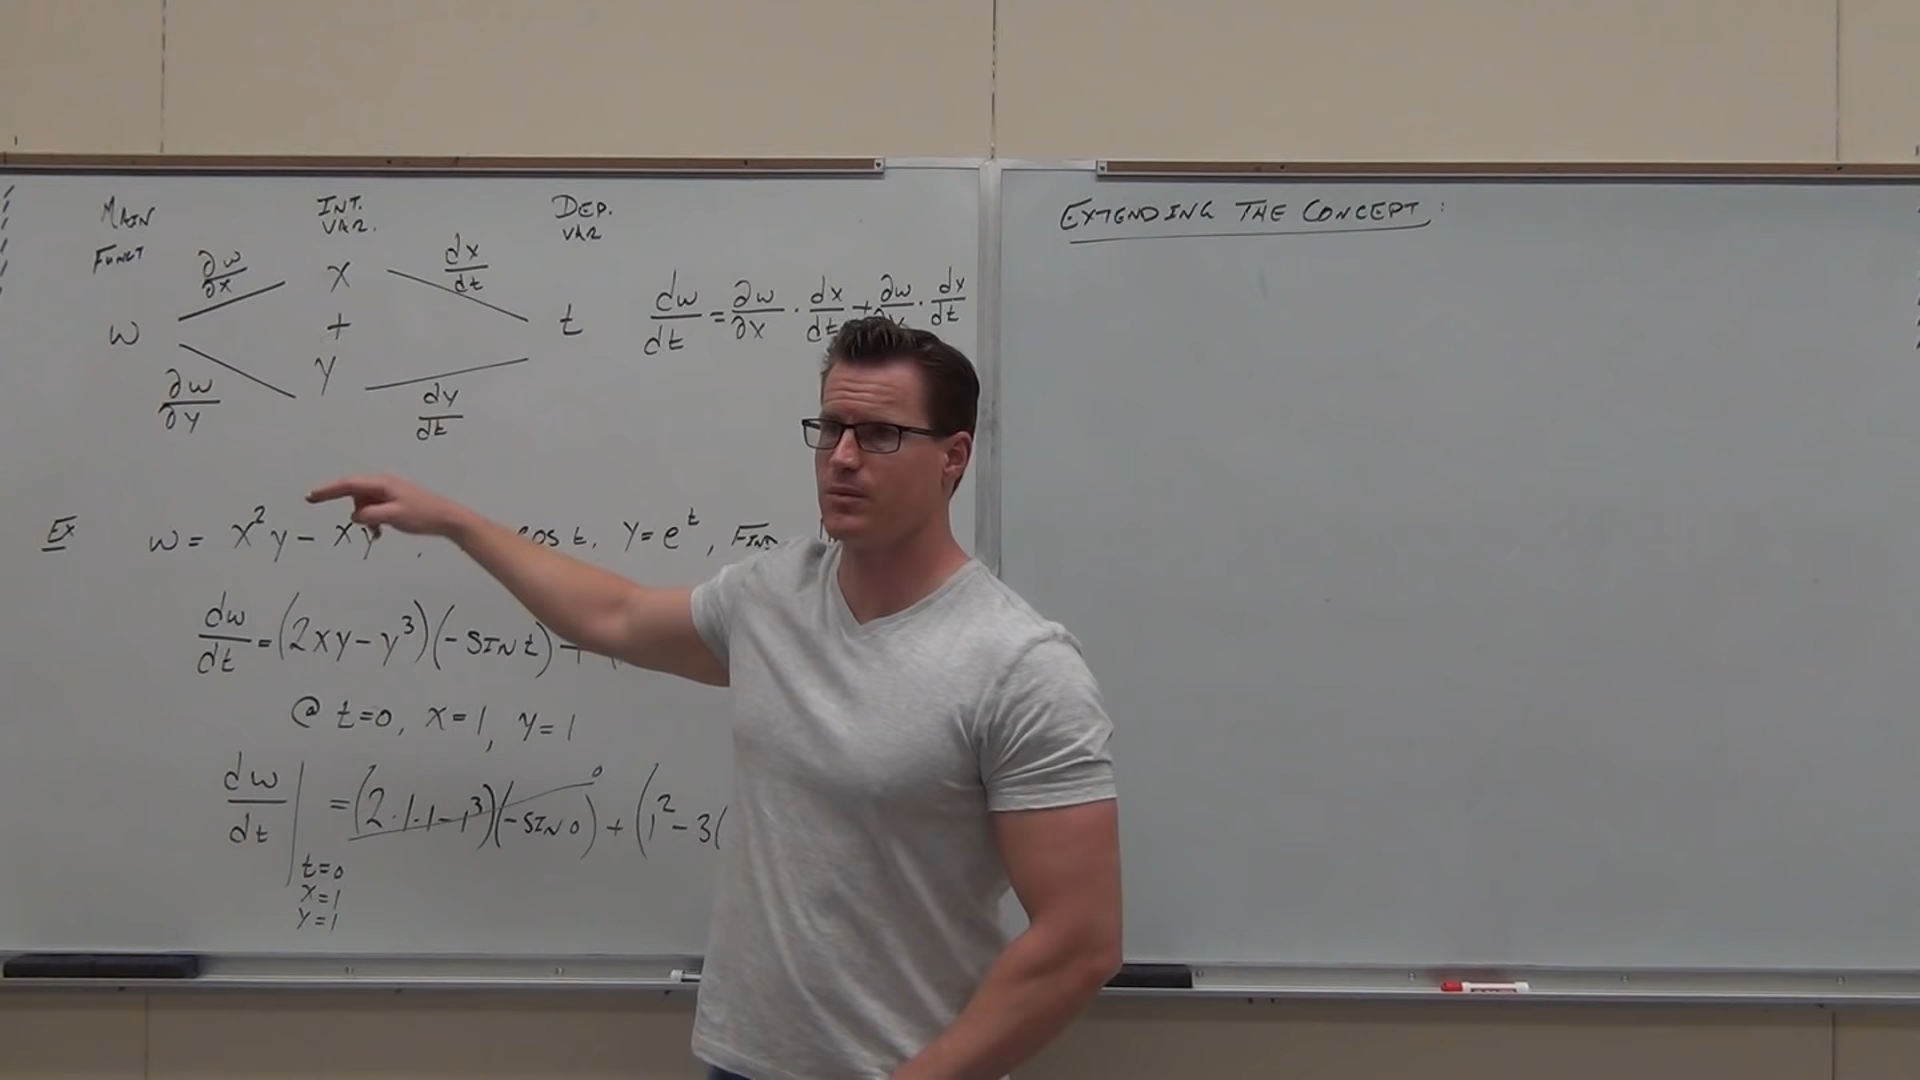 MAIN FUNCT
INT. VAR.
DEP. VAR
∂w/∂x
x
dx/dt
w
+
t
∂w/∂y
y
dy/dt
dw/dt = ∂w/∂x · dx/dt + ∂w/∂y · dy/dt
EX w = x²y - xy , cos t, y = e^t, FIND
dw/dt = (2xy - y³)(-SIN t) + (
@ t=0, x=1, y=1
dw/dt | = (2·1·1-1³)(-SIN 0) 0 + (1² - 3(
t=0
x=1
y=1
EXTENDING THE CONCEPT: